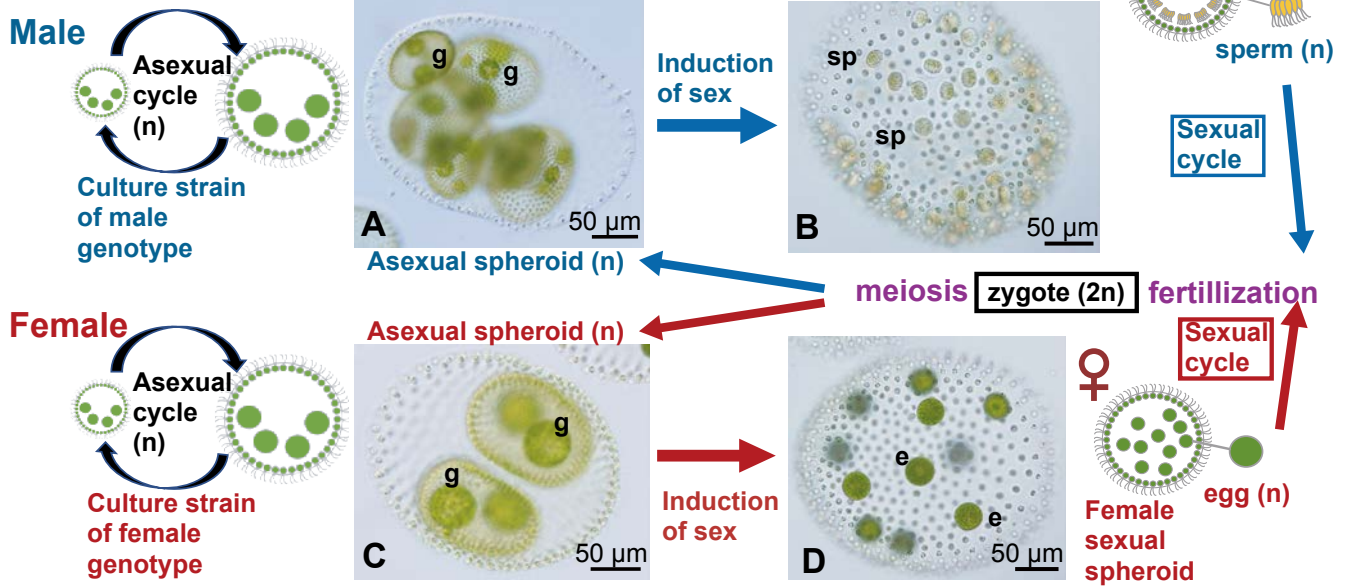 Male
Asexual
cycle
(n)
Culture strain
of male
genotype
g
g
A
50 µm
Asexual spheroid (n)
Induction
of sex
sp
sp
B
50 µm
sperm (n)
Sexual
cycle
meiosis
zygote (2n)
fertillization
Female
Asexual
cycle
(n)
Culture strain
of female
genotype
Asexual spheroid (n)
g
g
C
50 µm
Induction
of sex
e
e
D
50 µm
♀
Sexual
cycle
egg (n)
Female
sexual
spheroid